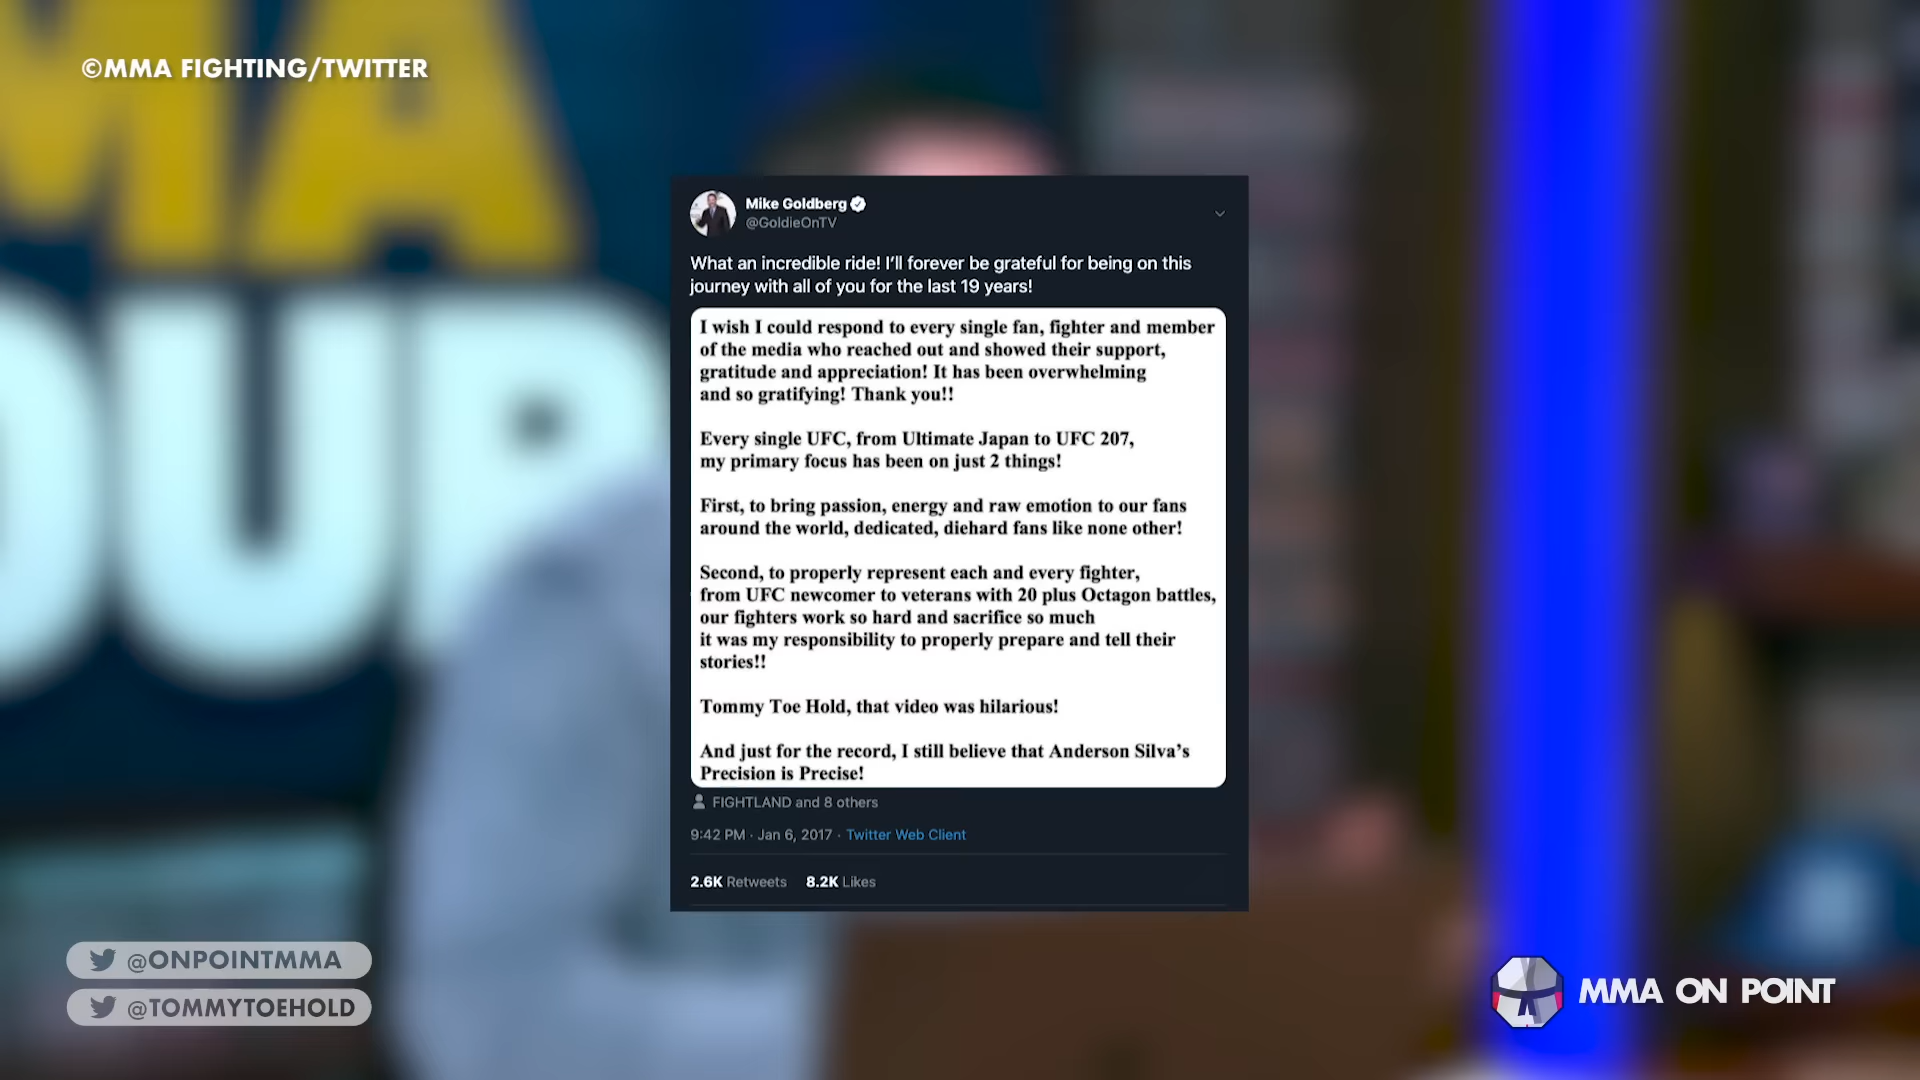 ©MMA FIGHTING/TWITTER
MA
OUR
Mike Goldberg
@GoldieOnTV
What an incredible ride! I'll forever be grateful for being on this
journey with all of you for the last 19 years!
I wish I could respond to every single fan, fighter and member
of the media who reached out and showed their support,
gratitude and appreciation! It has been overwhelming
and so gratifying! Thank you!!
Every single UFC, from Ultimate Japan to UFC 207,
my primary focus has been on just 2 things!
First, to bring passion, energy and raw emotion to our fans
around the world, dedicated, diehard fans like none other!
Second, to properly represent each and every fighter,
from UFC newcomer to veterans with 20 plus Octagon battles,
our fighters work so hard and sacrifice so much
it was my responsibility to properly prepare and tell their
stories!!
Tommy Toe Hold, that video was hilarious!
And just for the record, I still believe that Anderson Silva's
Precision is Precise!
FIGHTLAND and 8 others
9:42 PM · Jan 6, 2017 · Twitter Web Client
2.6K Retweets 8.2K Likes
@ONPOINTMMA
@TOMMYTOEHOLD
MMA ON POINT